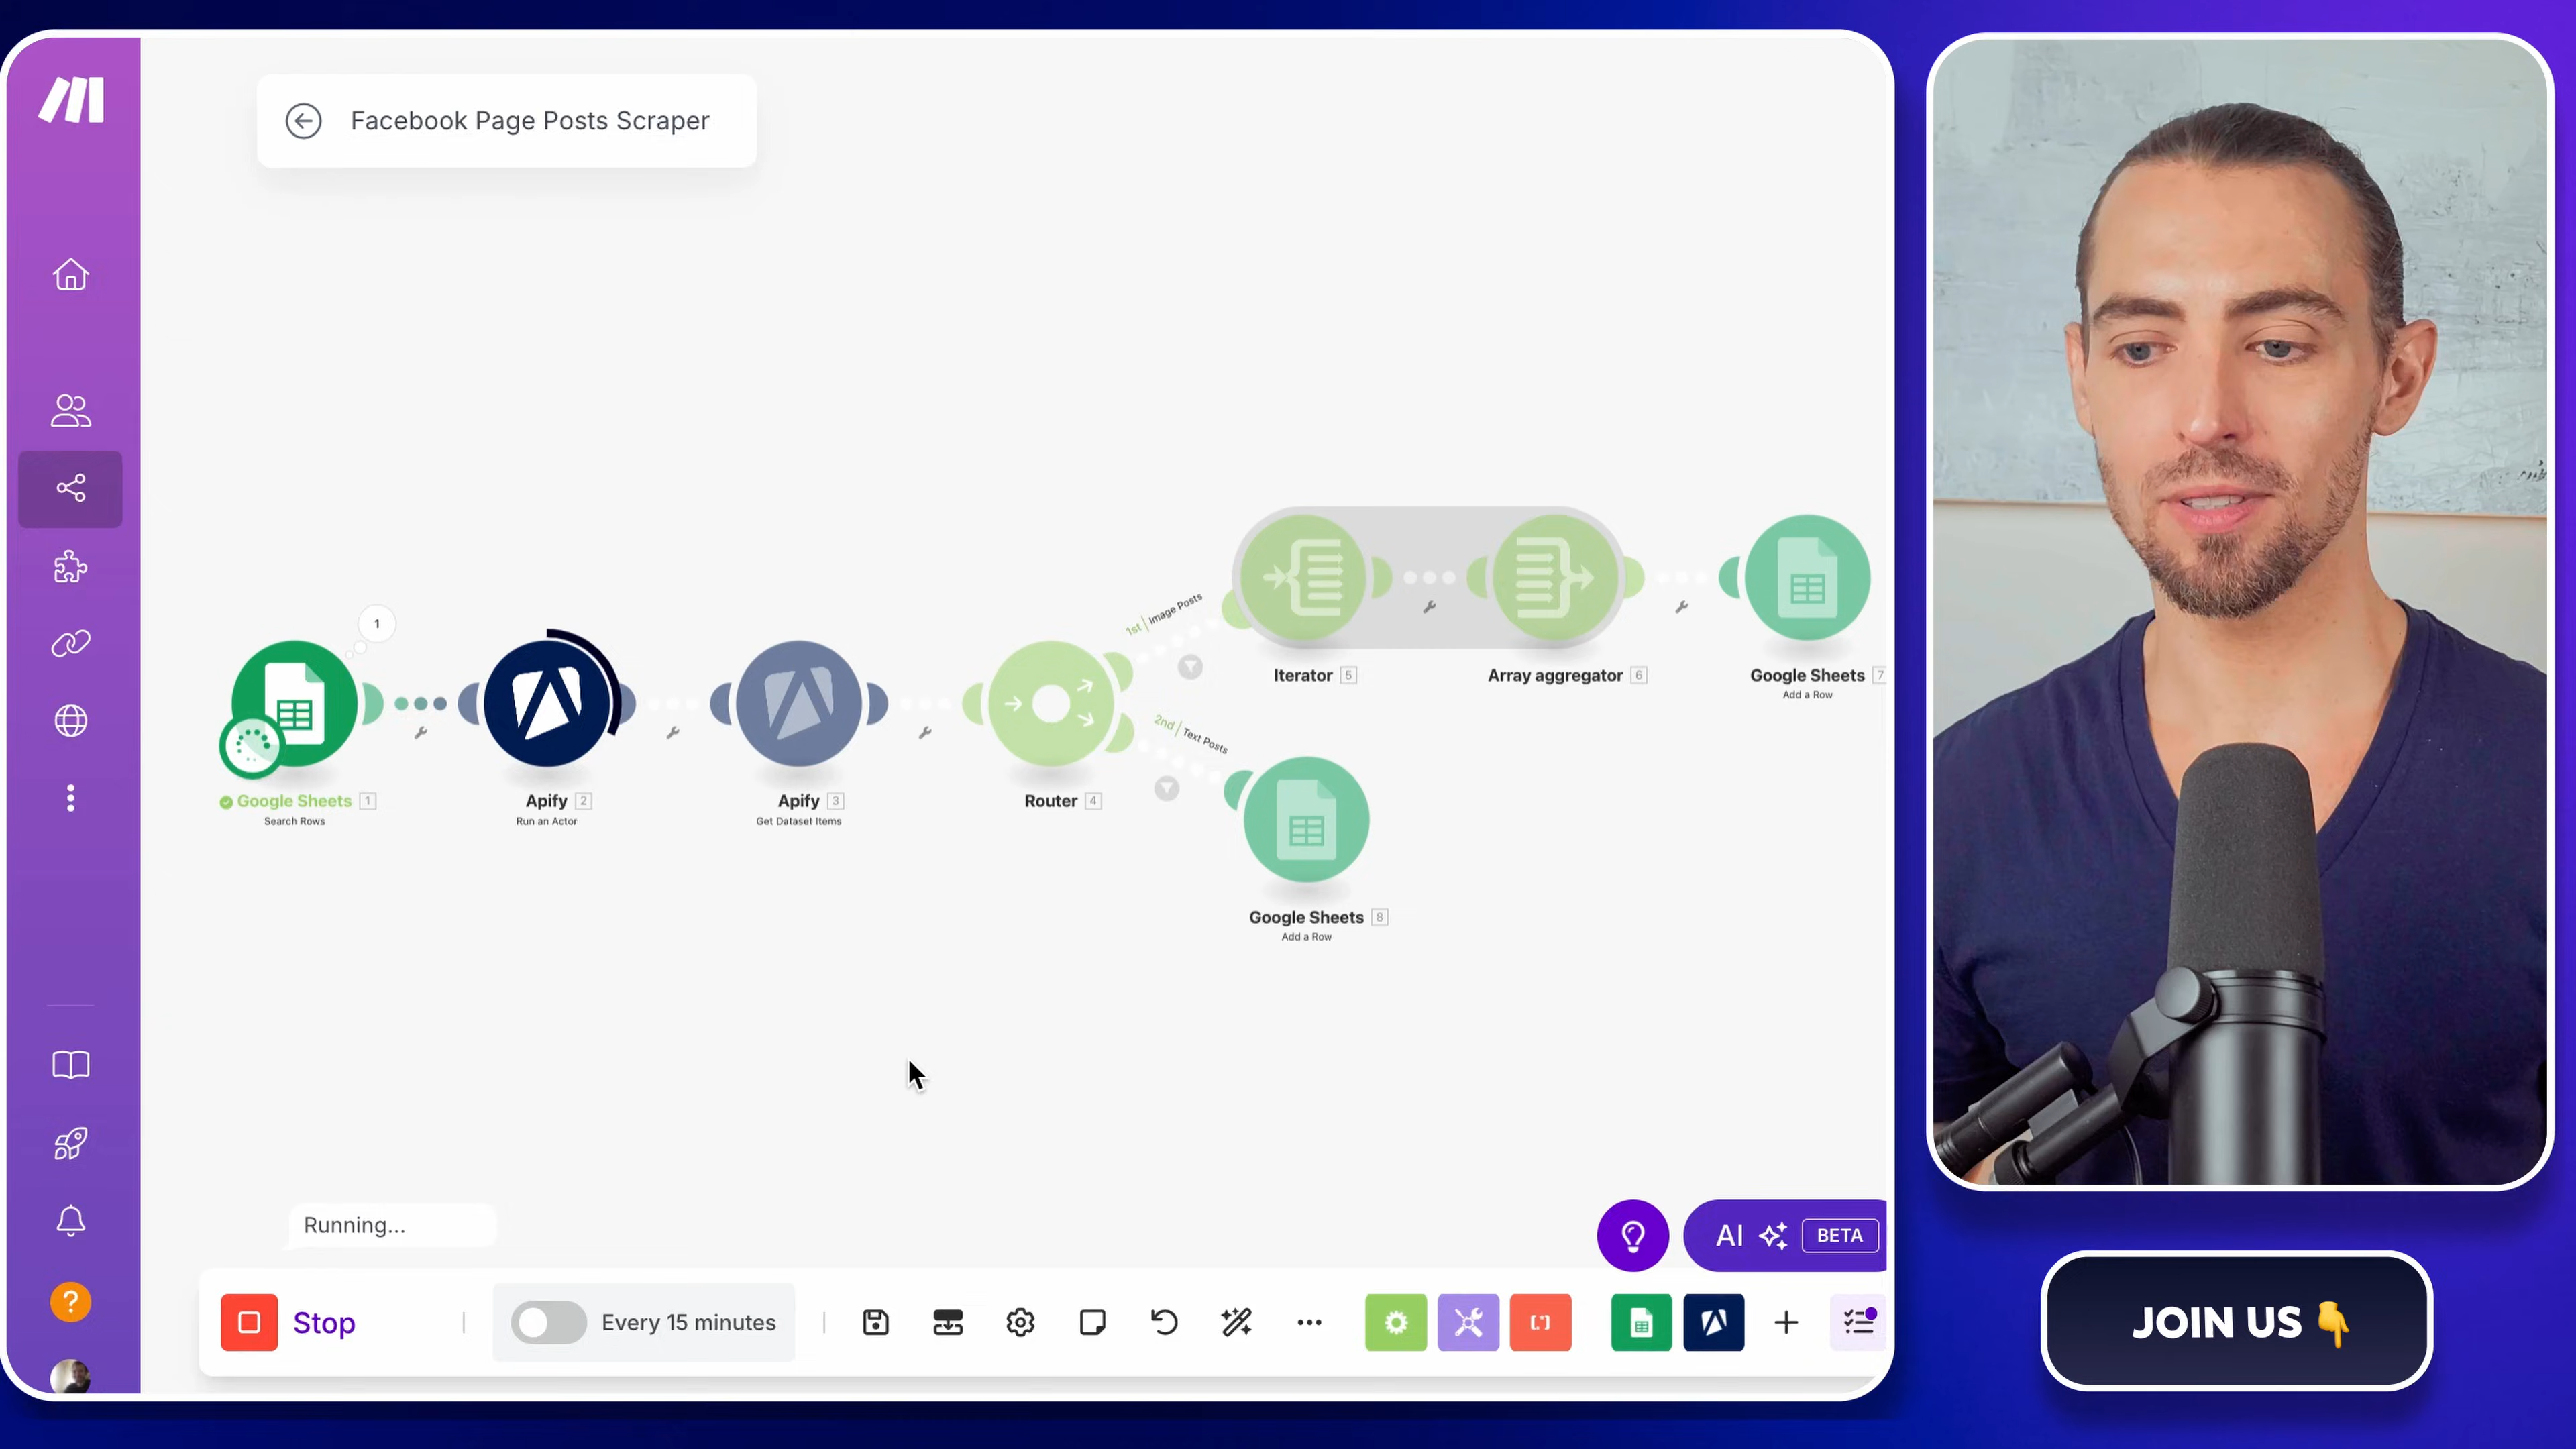 Facebook Page Posts Scraper
1
Google Sheets 1
Search Rows
Apify 2
Run an Actor
Apify 3
Get Dataset Items
Router 4
1st | Image Posts
2nd | Text Posts
Iterator 5
Array aggregator 6
Google Sheets 7
Add a Row
Google Sheets 8
Add a Row
Running...
AI BETA
Stop
Every 15 minutes
?
JOIN US 👇